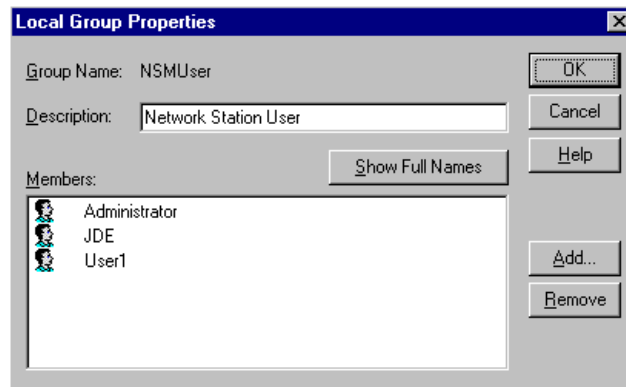 Local Group Properties
Group Name: NSMUser
OK
Description: Network Station User
Cancel
Help
Show Full Names
Members:
Administrator
JDE
User1
Add...
Remove